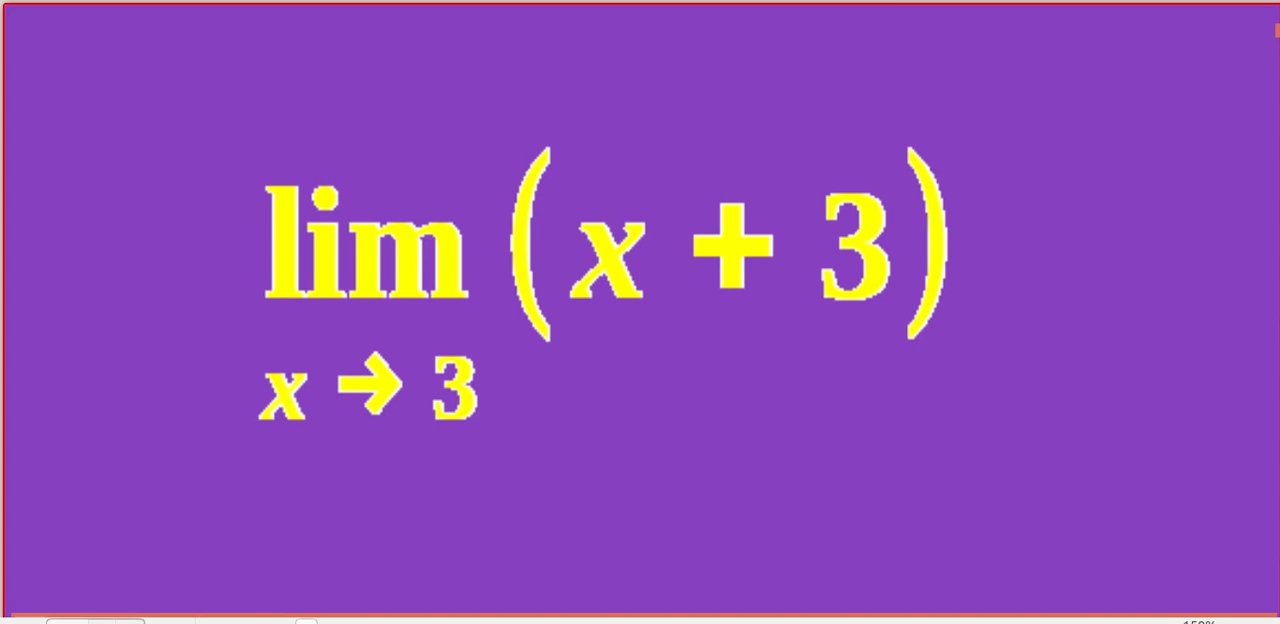 lim (x + 3)
x → 3